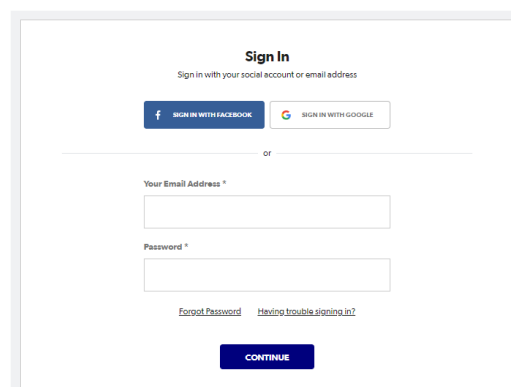 Sign In
Sign in with your social account or email address
SIGN IN WITH FACEBOOK
SIGN IN WITH GOOGLE
or
Your Email Address *
Password *
Forgot Password Having trouble signing in?
CONTINUE